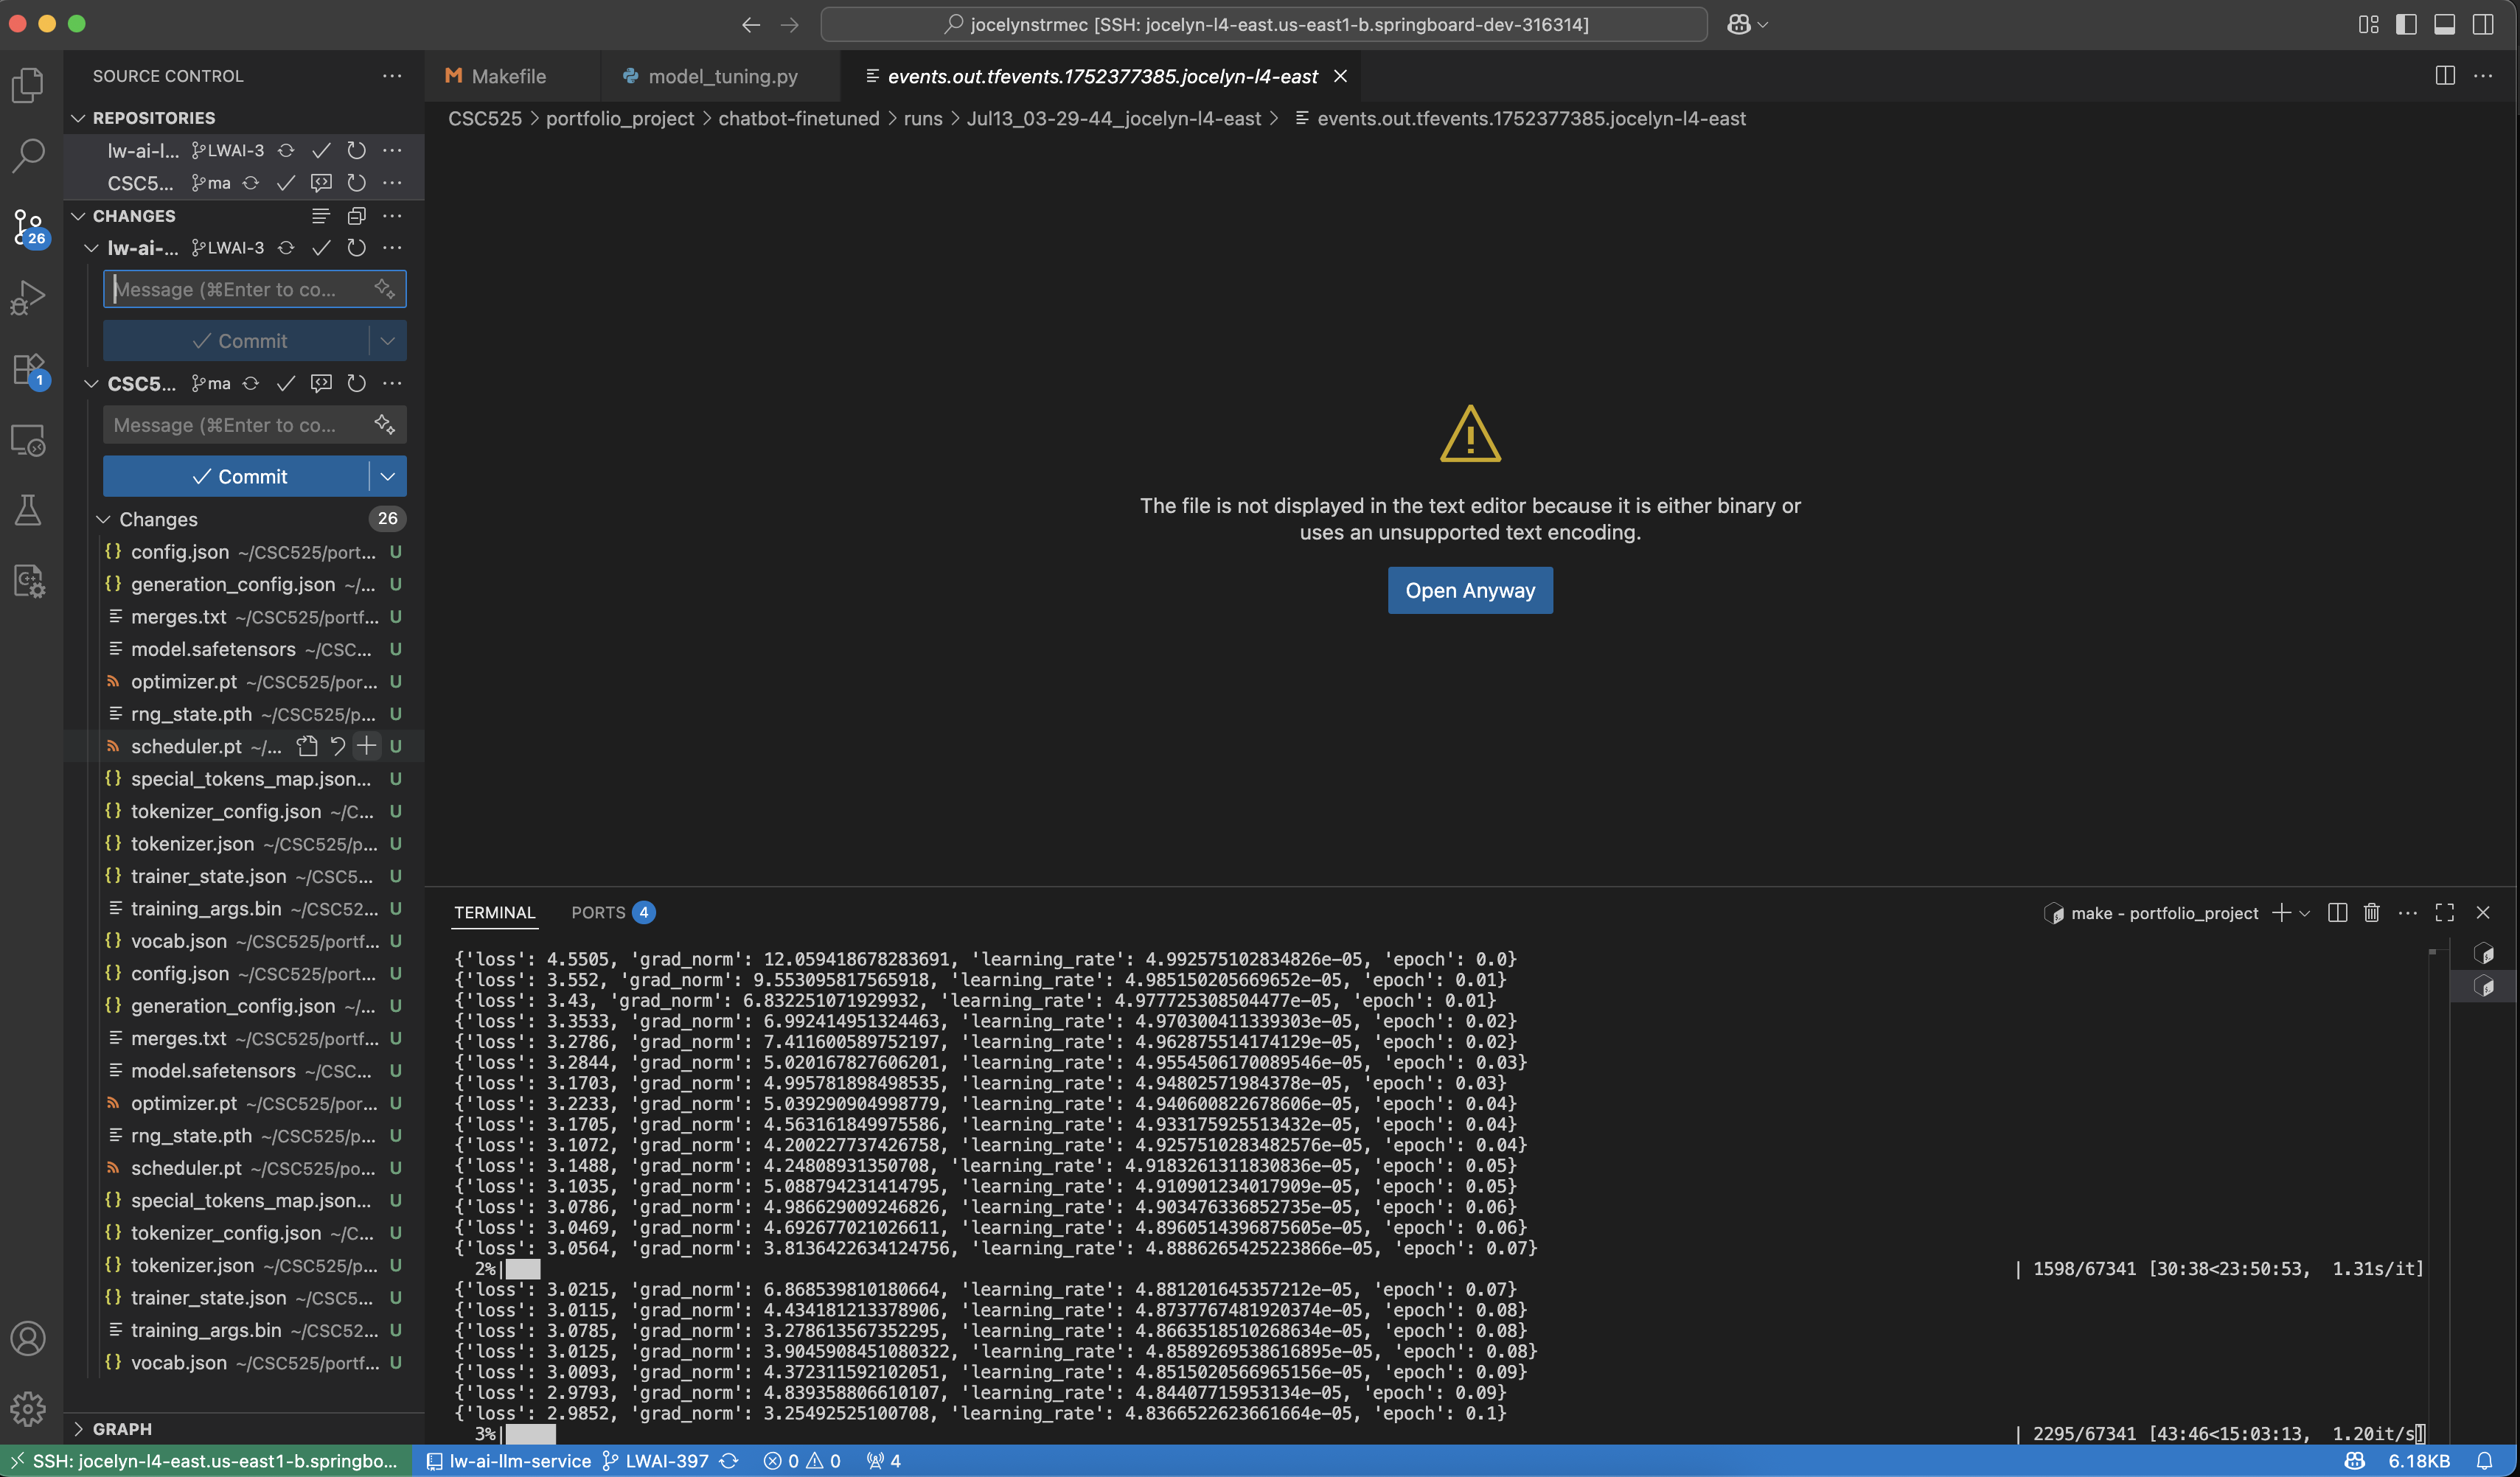 jocelynstrmec [SSH: jocelyn-l4-east.us-east1-b.springboard-dev-316314]
SOURCE CONTROL
REPOSITORIES
lw-ai-l... LWAI-3
CSC5... ma
CHANGES
lw-ai-... LWAI-3
Message (⌘Enter to co...
Commit
CSC5... ma
Message (⌘Enter to co...
Commit
Changes 26
config.json ~/CSC525/port... U
generation_config.json ~/... U
merges.txt ~/CSC525/portf... U
model.safetensors ~/CSC... U
optimizer.pt ~/CSC525/por... U
rng_state.pth ~/CSC525/p... U
scheduler.pt ~/... U
special_tokens_map.json... U
tokenizer_config.json ~/C... U
tokenizer.json ~/CSC525/p... U
trainer_state.json ~/CSC5... U
training_args.bin ~/CSC52... U
vocab.json ~/CSC525/portf... U
config.json ~/CSC525/port... U
generation_config.json ~/... U
merges.txt ~/CSC525/portf... U
model.safetensors ~/CSC... U
optimizer.pt ~/CSC525/por... U
rng_state.pth ~/CSC525/p... U
scheduler.pt ~/CSC525/po... U
special_tokens_map.json... U
tokenizer_config.json ~/C... U
tokenizer.json ~/CSC525/p... U
trainer_state.json ~/CSC5... U
training_args.bin ~/CSC52... U
vocab.json ~/CSC525/portf... U
GRAPH
26
1
Makefile model_tuning.py events.out.tfevents.1752377385.jocelyn-l4-east
CSC525 > portfolio_project > chatbot-finetuned > runs > Jul13_03-29-44_jocelyn-l4-east > events.out.tfevents.1752377385.jocelyn-l4-east
The file is not displayed in the text editor because it is either binary or
uses an unsupported text encoding.
Open Anyway
TERMINAL PORTS 4 make - portfolio_project
{'loss': 4.5505, 'grad_norm': 12.059418678283691, 'learning_rate': 4.992575102834826e-05, 'epoch': 0.0}
{'loss': 3.552, 'grad_norm': 9.553095817565918, 'learning_rate': 4.985150205669652e-05, 'epoch': 0.01}
{'loss': 3.43, 'grad_norm': 6.832251071929932, 'learning_rate': 4.977725308504477e-05, 'epoch': 0.01}
{'loss': 3.3533, 'grad_norm': 6.992414951324463, 'learning_rate': 4.970300411339303e-05, 'epoch': 0.02}
{'loss': 3.2786, 'grad_norm': 7.411600589752197, 'learning_rate': 4.962875514174129e-05, 'epoch': 0.02}
{'loss': 3.2844, 'grad_norm': 5.020167827606201, 'learning_rate': 4.9554506170089546e-05, 'epoch': 0.03}
{'loss': 3.1703, 'grad_norm': 4.995781898498535, 'learning_rate': 4.94802571984378e-05, 'epoch': 0.03}
{'loss': 3.2233, 'grad_norm': 5.039290904998779, 'learning_rate': 4.940600822678606e-05, 'epoch': 0.04}
{'loss': 3.1705, 'grad_norm': 4.563161849975586, 'learning_rate': 4.933175925513432e-05, 'epoch': 0.04}
{'loss': 3.1072, 'grad_norm': 4.200227737426758, 'learning_rate': 4.9257510283482576e-05, 'epoch': 0.04}
{'loss': 3.1488, 'grad_norm': 4.24808931350708, 'learning_rate': 4.9183261311830836e-05, 'epoch': 0.05}
{'loss': 3.1035, 'grad_norm': 5.088794231414795, 'learning_rate': 4.910901234017909e-05, 'epoch': 0.05}
{'loss': 3.0786, 'grad_norm': 4.986629009246826, 'learning_rate': 4.903476336852735e-05, 'epoch': 0.06}
{'loss': 3.0469, 'grad_norm': 4.692677021026611, 'learning_rate': 4.8960514396875605e-05, 'epoch': 0.06}
{'loss': 3.0564, 'grad_norm': 3.8136422634124756, 'learning_rate': 4.8886265425223866e-05, 'epoch': 0.07}
2%| | 1598/67341 [30:38<23:50:53, 1.31s/it]
{'loss': 3.0215, 'grad_norm': 6.868539810180664, 'learning_rate': 4.881201645357212e-05, 'epoch': 0.07}
{'loss': 3.0115, 'grad_norm': 4.434181213378906, 'learning_rate': 4.8737767481920374e-05, 'epoch': 0.08}
{'loss': 3.0785, 'grad_norm': 3.278613567352295, 'learning_rate': 4.8663518510268634e-05, 'epoch': 0.08}
{'loss': 3.0125, 'grad_norm': 3.9045908451080322, 'learning_rate': 4.8589269538616895e-05, 'epoch': 0.08}
{'loss': 3.0093, 'grad_norm': 4.372311592102051, 'learning_rate': 4.8515020566965156e-05, 'epoch': 0.09}
{'loss': 2.9793, 'grad_norm': 4.839358806610107, 'learning_rate': 4.84407715953134e-05, 'epoch': 0.09}
{'loss': 2.9852, 'grad_norm': 3.25492525100708, 'learning_rate': 4.8366522623661664e-05, 'epoch': 0.1}
3%| | 2295/67341 [43:46<15:03:13, 1.20it/s]
SSH: jocelyn-l4-east.us-east1-b.springbo... lw-ai-llm-service LWAI-397 0 0 4 6.18KB